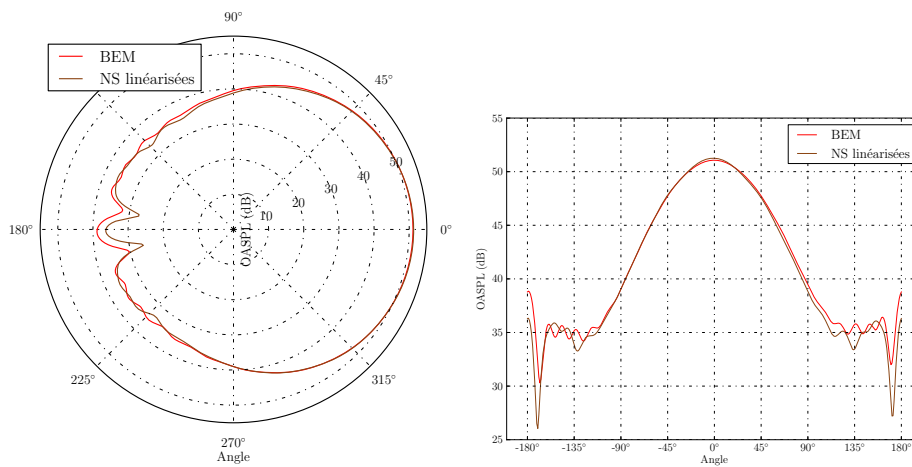 90°
BEM
NS linéarisées
45°
50
40
30
20
10
OASPL (dB)
180°
0°
225°
315°
270°
Angle
55
50
45
40
35
30
25
OASPL (dB)
BEM
NS linéarisées
-180° -135° -90° -45° 0° 45° 90° 135° 180°
Angle